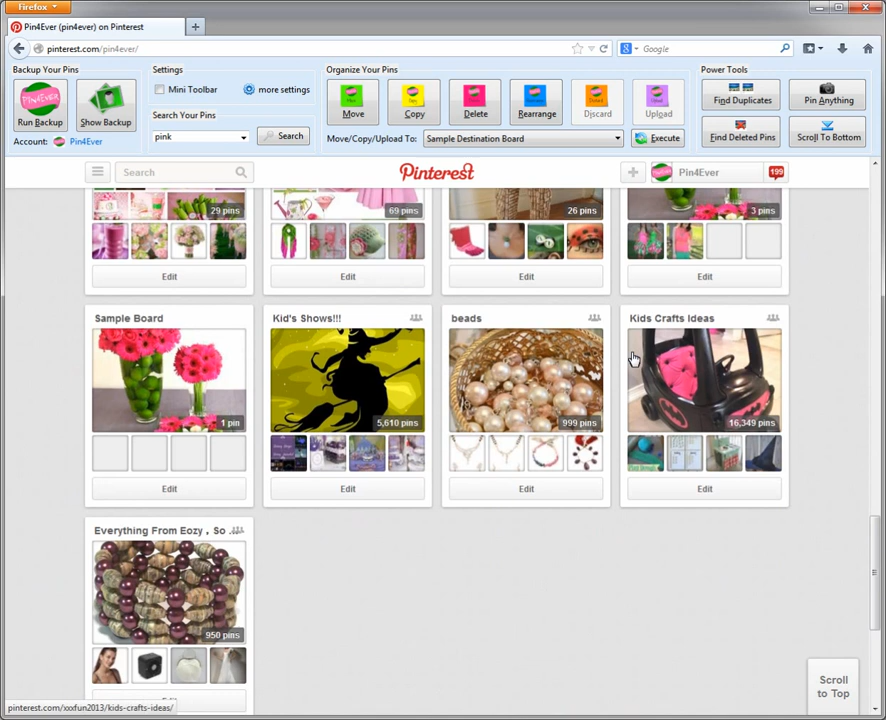 Firefox
Pin4Ever (pin4ever) on Pinterest
pinterest.com/pin4ever/
Google
Backup Your Pins
Settings
Organize Your Pins
Power Tools
PIN4EVER
Run Backup
Show Backup
Mini Toolbar
more settings
Move
Copy
Delete
Rearrange
Discard
Upload
Find Duplicates
Pin Anything
Search Your Pins
pink
Search
Account: Pin4Ever
Move/Copy/Upload To:
Sample Destination Board
Execute
Find Deleted Pins
Scroll To Bottom
Search
Pinterest
Pin4Ever
199
29 pins
69 pins
26 pins
3 pins
Edit
Edit
Edit
Edit
Sample Board
Kid's Shows!!!
beads
Kids Crafts Ideas
1 pin
5,610 pins
999 pins
16,349 pins
Edit
Edit
Edit
Edit
Everything From Eozy , So ...
950 pins
Scroll
to Top
pinterest.com/xxxfun2013/kids-crafts-ideas/